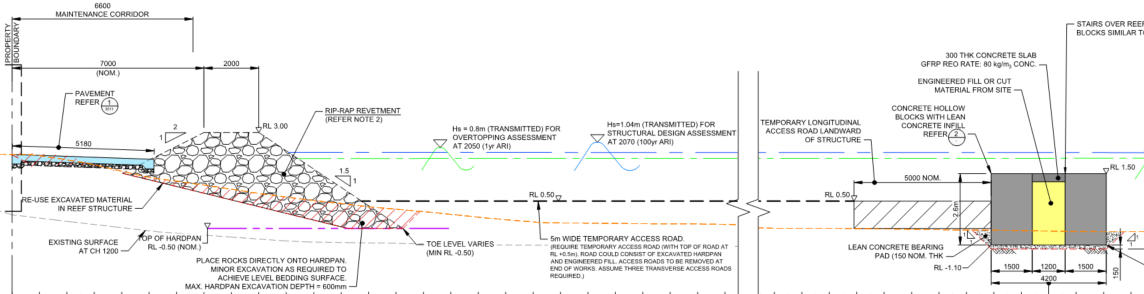 6600
MAINTENANCE CORRIDOR
PROPERTY
BOUNDARY
7000
(NOM.)
2000
PAVEMENT
REFER 1
5180
2
1
RL 3.00
RIP-RAP REVETMENT
(REFER NOTE 2)
1.5
1
RE-USE EXCAVATED MATERIAL
IN REEF STRUCTURE
EXISTING SURFACE
AT CH 1200
TOP OF HARDPAN
RL -0.50 (NOM.)
PLACE ROCKS DIRECTLY ONTO HARDPAN.
MINOR EXCAVATION AS REQUIRED TO
ACHIEVE LEVEL BEDDING SURFACE.
MAX. HARDPAN EXCAVATION DEPTH = 600mm
TOE LEVEL VARIES
(MIN RL -0.50)
Hs = 0.8m (TRANSMITTED) FOR
OVERTOPPING ASSESSMENT
AT 2050 (1yr ARI)
Hs=1.04m (TRANSMITTED) FOR
STRUCTURAL DESIGN ASSESSMENT
AT 2070 (100yr ARI)
RL 0.50
5m WIDE TEMPORARY ACCESS ROAD.
(REQUIRE TEMPORARY ACCESS ROAD WITH TOP OF ROAD AT
RL +0.5m). ROAD COULD CONSIST OF EXCAVATED HARDPAN
AND ENGINEERED FILL. ACCESS ROADS TO BE REMOVED AT
END OF WORKS. ASSUME THREE TRANSVERSE ACCESS ROADS
REQUIRED.)
TEMPORARY LONGITUDINAL
ACCESS ROAD LANDWARD
OF STRUCTURE
5000 NOM.
RL 0.50
STAIRS OVER REEF
BLOCKS SIMILAR TO
300 THK CONCRETE SLAB
GFRP REO RATE: 80 kg/m3 CONC.
ENGINEERED FILL OR CUT
MATERIAL FROM SITE
CONCRETE HOLLOW
BLOCKS WITH LEAN
CONCRETE INFILL
REFER 2
RL 1.50
2.6m
LEAN CONCRETE BEARING
PAD (150 NOM. THK
RL -1.10
1500
1200
1500
4200
150
1